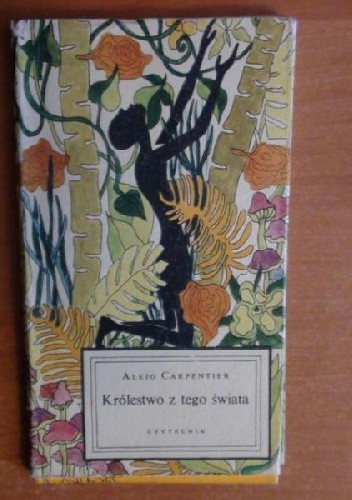 ALEJO CARPENTIER
Królestwo z tego świata
CZYTELNIK